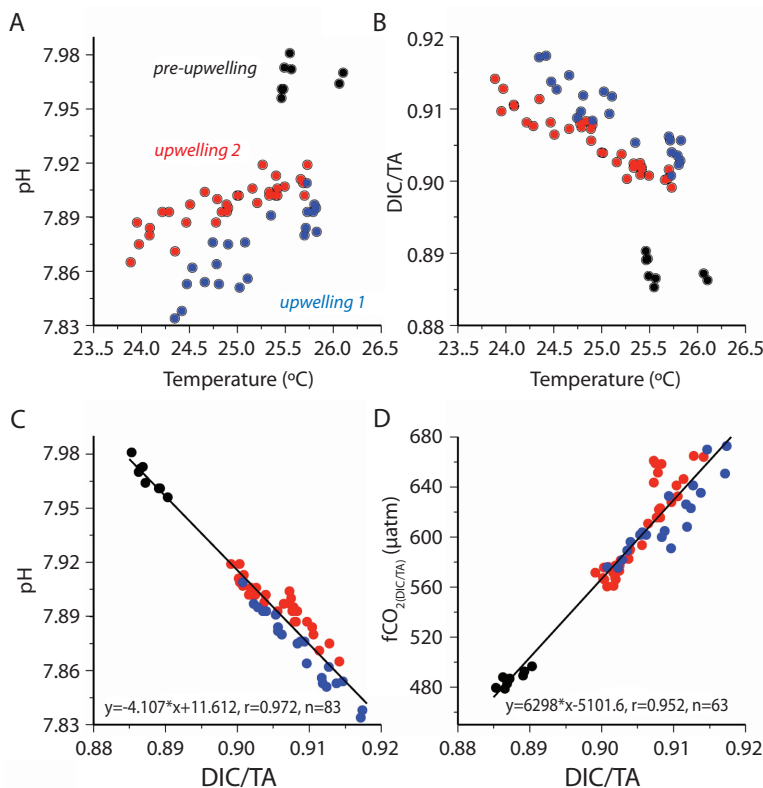 A
pH
7.98
7.95
7.92
7.89
7.86
7.83
pre-upwelling
upwelling 2
upwelling 1
23..5
24.0
24.5
25.0
25.5
26.0
26.5
Temperature (ºC)
B
DIC/TA
0.92
0.91
0.90
0.89
0.88
23..5
24.0
24.5
25.0
25.5
26.0
26.5
Temperature (ºC)
C
pH
7.98
7.95
7.92
7.89
7.86
7.83
y=-4.107*x+11.612, r=0.972, n=83
0.88
0.89
0.90
0.91
0.92
DIC/TA
D
fCO2(DIC/TA) (µatm)
680
640
600
560
520
480
y=6298*x-5101.6, r=0.952, n=63
0.88
0.89
0.90
0.91
0.92
DIC/TA